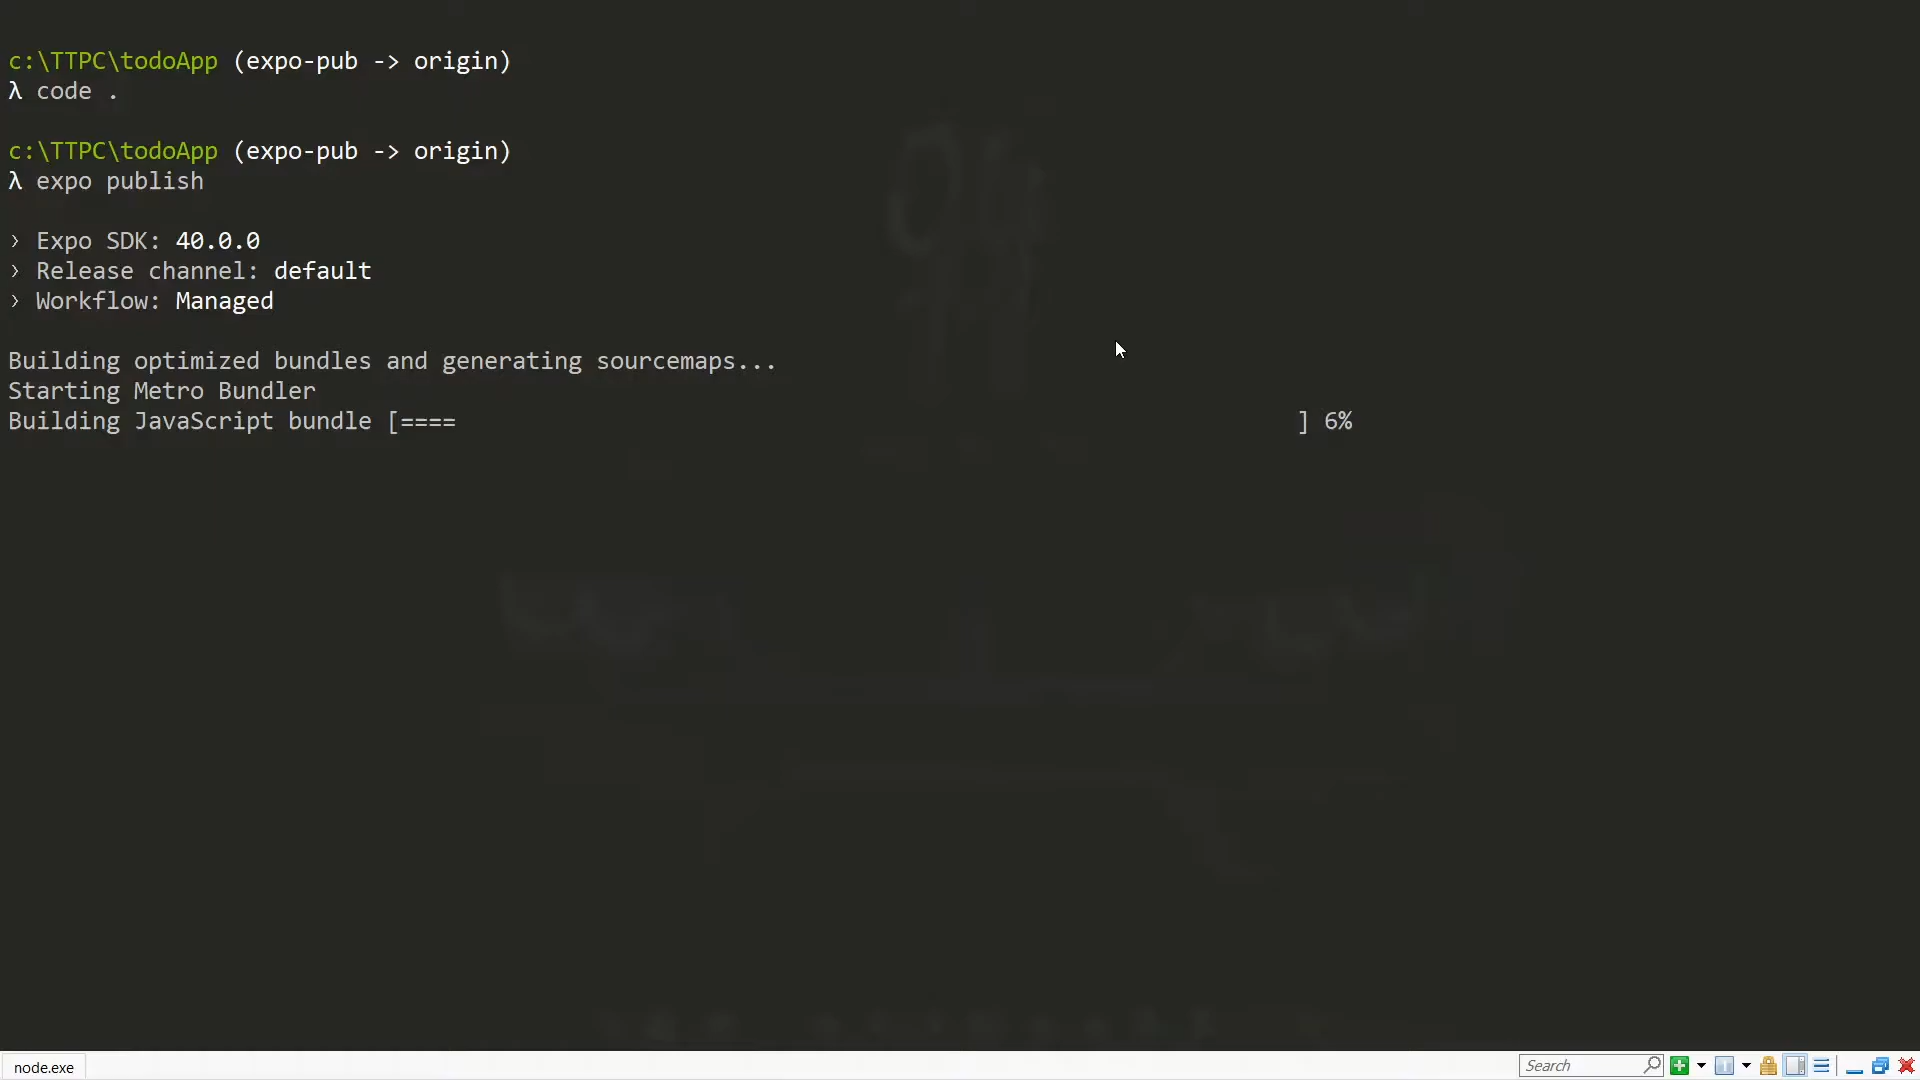 c:\TTPC\todoApp (expo-pub -> origin)
λ code .
c:\TTPC\todoApp (expo-pub -> origin)
λ expo publish
› Expo SDK: 40.0.0
› Release channel: default
› Workflow: Managed
Building optimized bundles and generating sourcemaps...
Starting Metro Bundler
Building JavaScript bundle [==== ] 6%
node.exe
Search